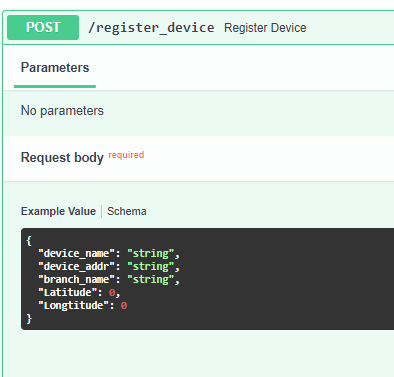 POST /register_device Register Device
Parameters
No parameters
Request body required
Example Value Schema
{
"device_name": "string",
"device_addr": "string",
"branch_name": "string",
"Latitude": 0,
"Longtitude": 0
}